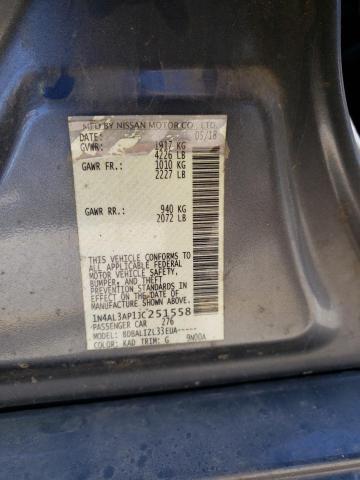 MFD BY NISSAN MOTOR CO., LTD.
DATE: 05/18
GVWR: 1917 KG
4226 LB
GAWR FR.: 1010 KG
2227 LB
GAWR RR.: 940 KG
2072 LB
THIS VEHICLE CONFORMS TO
ALL APPLICABLE FEDERAL
MOTOR VEHICLE SAFETY,
BUMPER, AND THEFT
PREVENTION STANDARDS IN
EFFECT ON THE DATE OF
MANUFACTURE SHOWN ABOVE.
1N4AL3AP1JC251558
PASSENGER CAR 276
MODEL: BDBALIZL33EUA-----
COLOR: KAD TRIM: G 9N00A